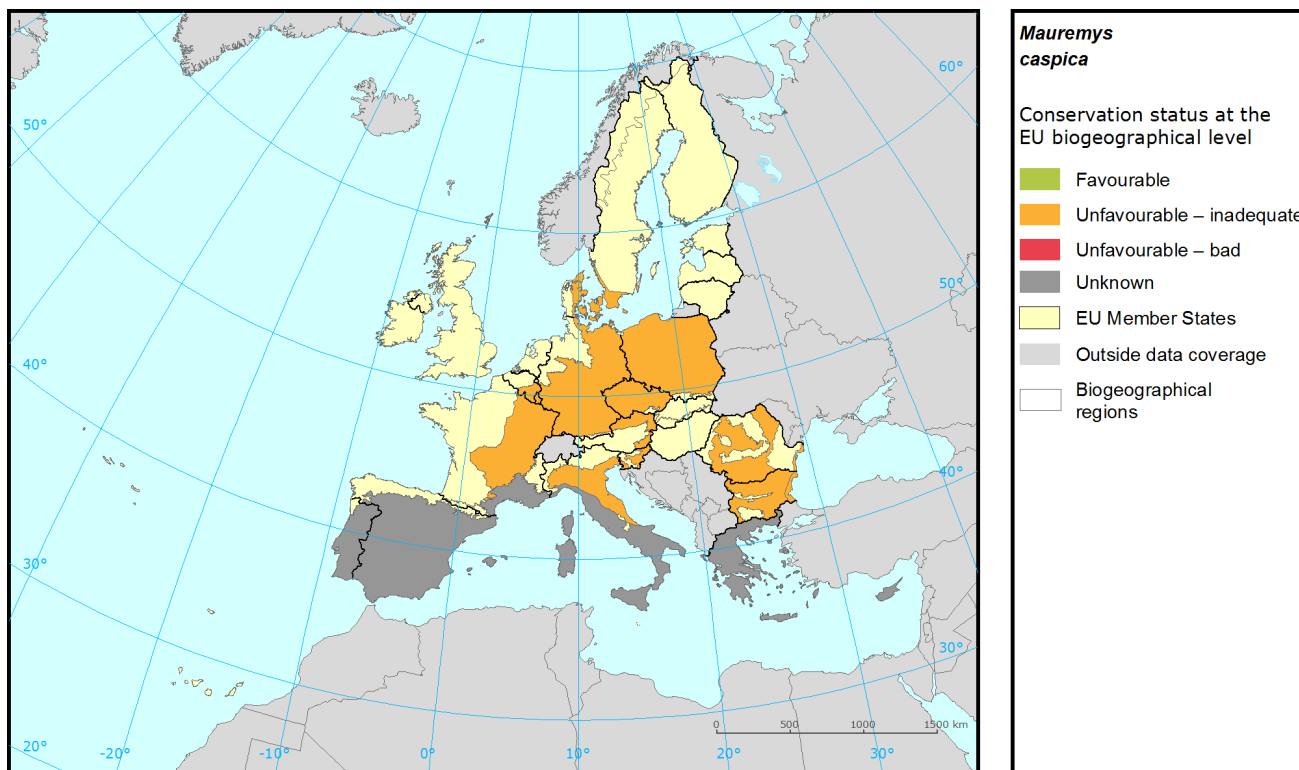 Mauremys
caspica
Conservation status at the
EU biogeographical level
Favourable
Unfavourable – inadequate
Unfavourable – bad
Unknown
EU Member States
Outside data coverage
Biogeographical
regions
60°
50°
50°
40°
40°
30°
30°
20°
-20°
-10°
0°
10°
20°
30°
0 500 1000 1500 km